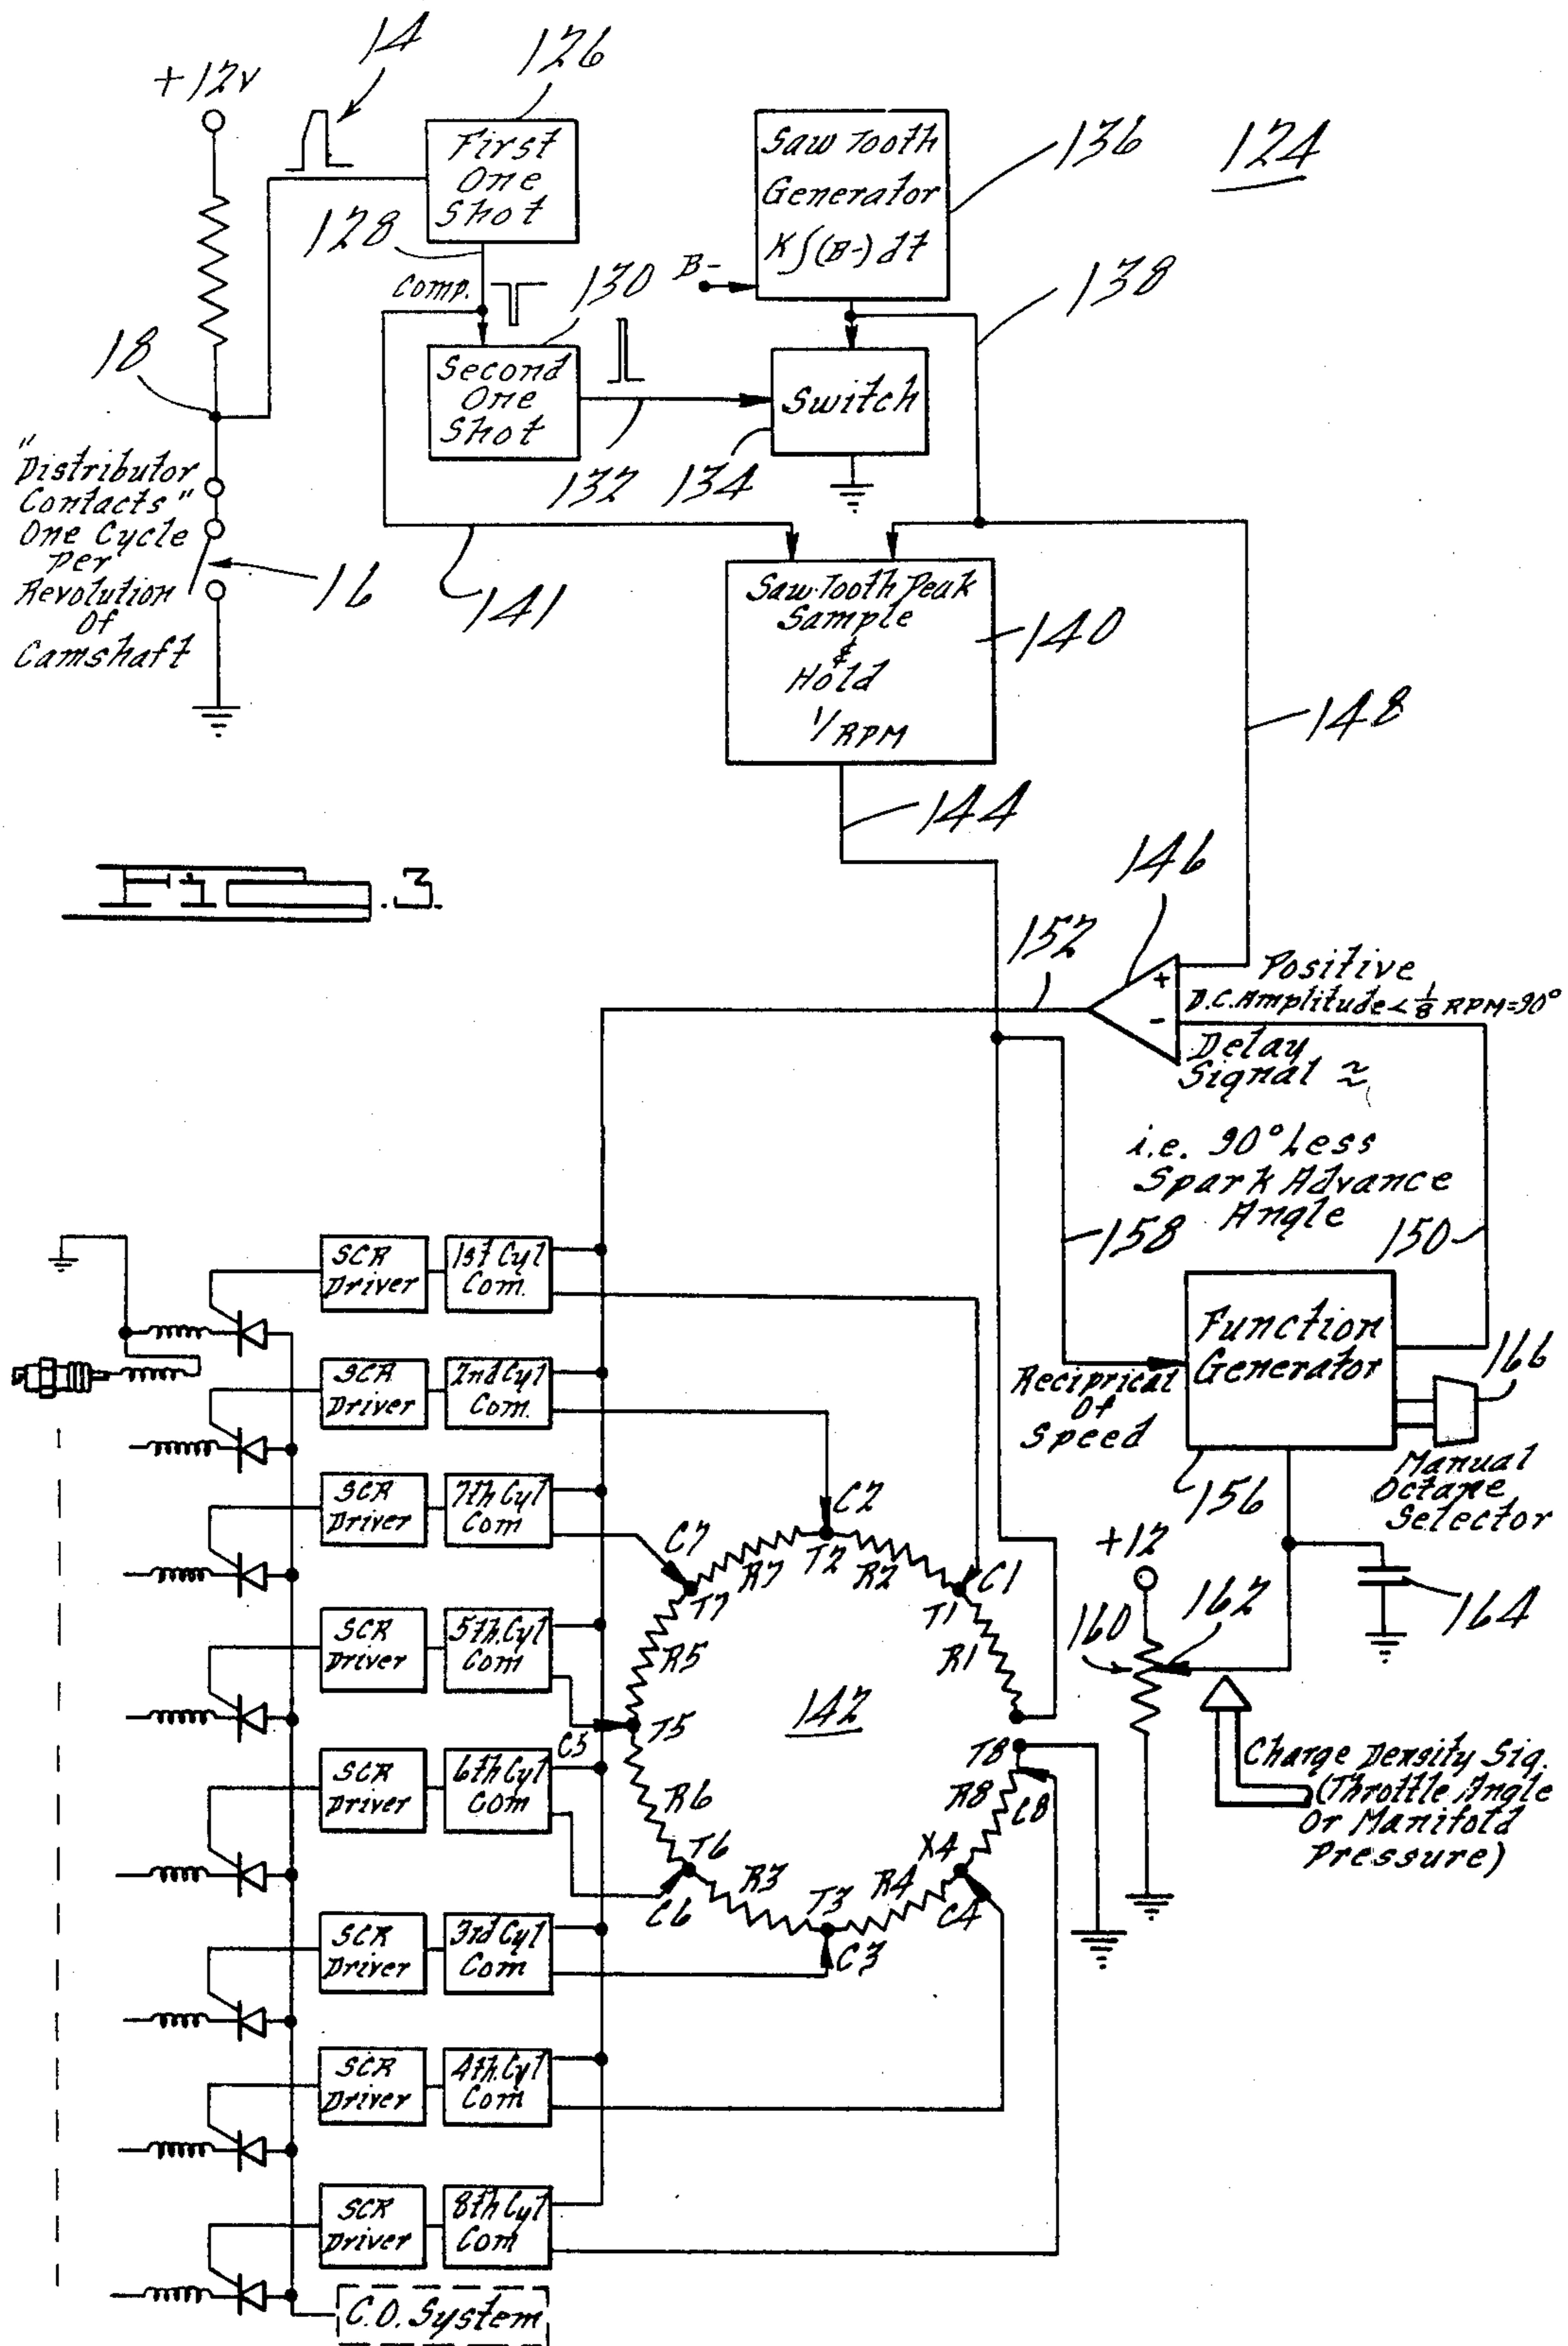 14
126
+12v
First
One
Shot
Saw Tooth
Generator
K∫(B-)dt
136
124
128
Comp.
130
B-
138
18
Second
One
Shot
Switch
132
134
"Distributor
Contacts"
One Cycle
Per
Revolution
Of
Camshaft
16
141
Saw Tooth Peak
Sample
&
Hold
1/RPM
140
148
144
FIG. 3.
146
152
+
-
Positive
D.C. Amplitude < 1/8 RPM=90°
Delay
Signal ≈
i.e. 90° Less
Spark Advance
Angle
158
150
SCR
Driver
1st Cyl
Com.
Function
Generator
166
SCR
Driver
2nd Cyl
Com.
Reciprical
Of
Speed
156
Manual
Octane
Selector
SCR
Driver
7th Cyl
Com
C7
C2
T7
R7
T2
R2
T1
C1
+12
160
162
164
SCR
Driver
5th Cyl
Com
R5
R1
C5
T5
142
T8
R8
C8
Charge Density Sig.
(Throttle Angle
Or Manifold
Pressure)
SCR
Driver
6th Cyl
Com
R6
T6
C6
R3
T3
C3
R4
X4
C4
SCR
Driver
3rd Cyl
Com
SCR
Driver
4th Cyl
Com
SCR
Driver
8th Cyl
Com
C.D. System